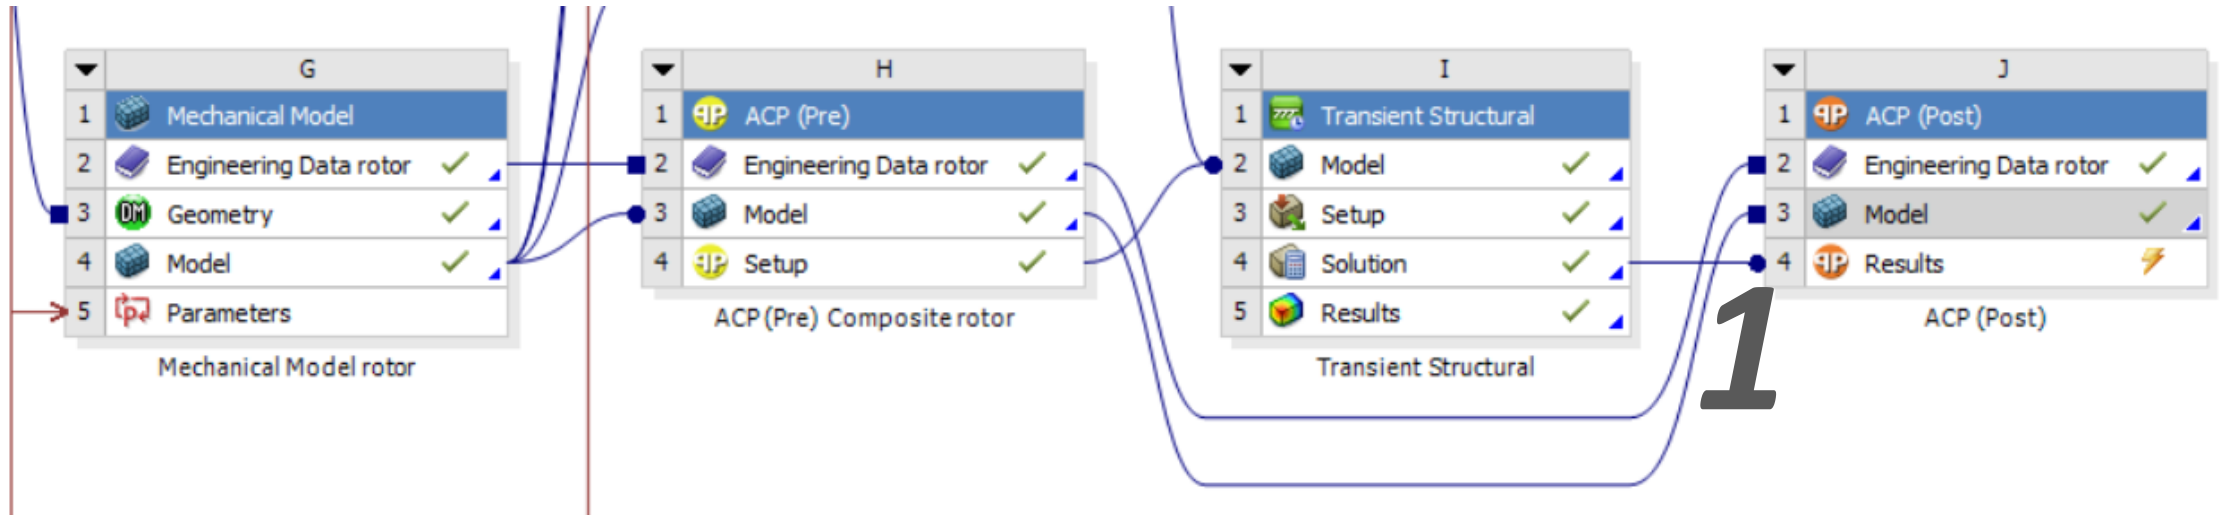 G
1 Mechanical Model
2 Engineering Data rotor
3 DM Geometry
4 Model
5 Parameters
Mechanical Model rotor
H
1 ACP (Pre)
2 Engineering Data rotor
3 Model
4 Setup
ACP (Pre) Composite rotor
I
1 Transient Structural
2 Model
3 Setup
4 Solution
5 Results
Transient Structural
J
1 ACP (Post)
2 Engineering Data rotor
3 Model
4 Results
ACP (Post)
1